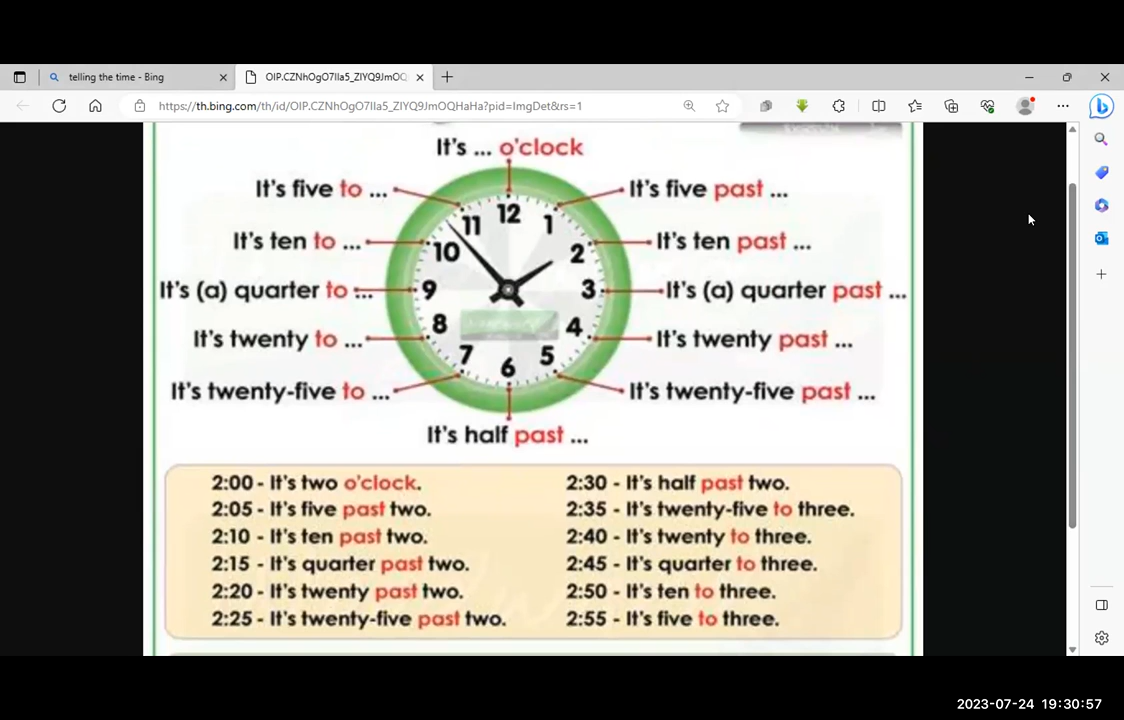 telling the time - Bing
OIP.CZNhOgO7IIa5_ZIYQ9JmOQ
https://th.bing.com/th/id/OIP.CZNhOgO7IIa5_ZIYQ9JmOQHaHa?pid=ImgDet&rs=1
It's ... o'clock
It's five to ...
It's five past ...
It's ten to ...
It's ten past ...
It's (a) quarter to ...
It's (a) quarter past ...
It's twenty to ...
It's twenty past ...
It's twenty-five to ...
It's twenty-five past ...
It's half past ...
12
1
2
3
4
5
6
7
8
9
10
11
2:00 - It's two o'clock.
2:05 - It's five past two.
2:10 - It's ten past two.
2:15 - It's quarter past two.
2:20 - It's twenty past two.
2:25 - It's twenty-five past two.
2:30 - It's half past two.
2:35 - It's twenty-five to three.
2:40 - It's twenty to three.
2:45 - It's quarter to three.
2:50 - It's ten to three.
2:55 - It's five to three.
2023-07-24 19:30:57